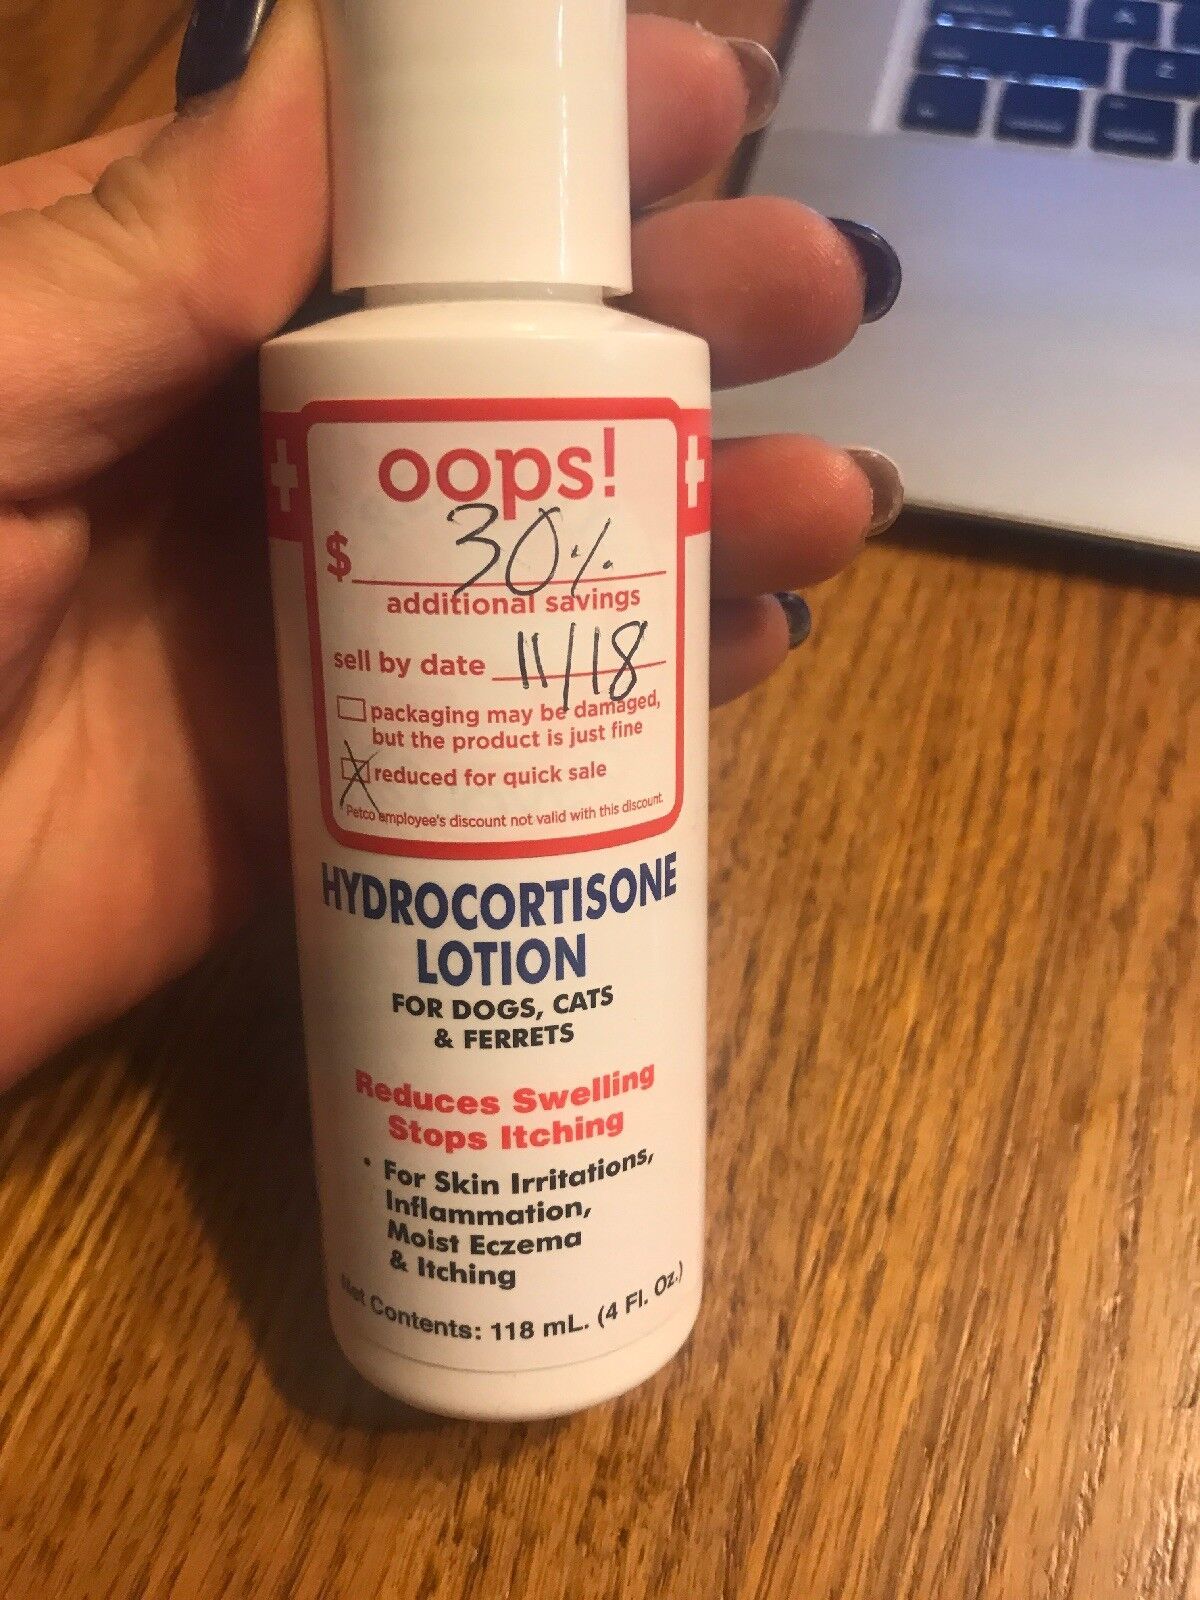 oops!
$ 30%
additional savings
sell by date 11/18
packaging may be damaged,
but the product is just fine
reduced for quick sale
Petco employee's discount not valid with this discount.
HYDROCORTISONE
LOTION
FOR DOGS, CATS
& FERRETS
Reduces Swelling
Stops Itching
• For Skin Irritations,
Inflammation,
Moist Eczema
& Itching
Net Contents: 118 mL. (4 Fl. Oz.)